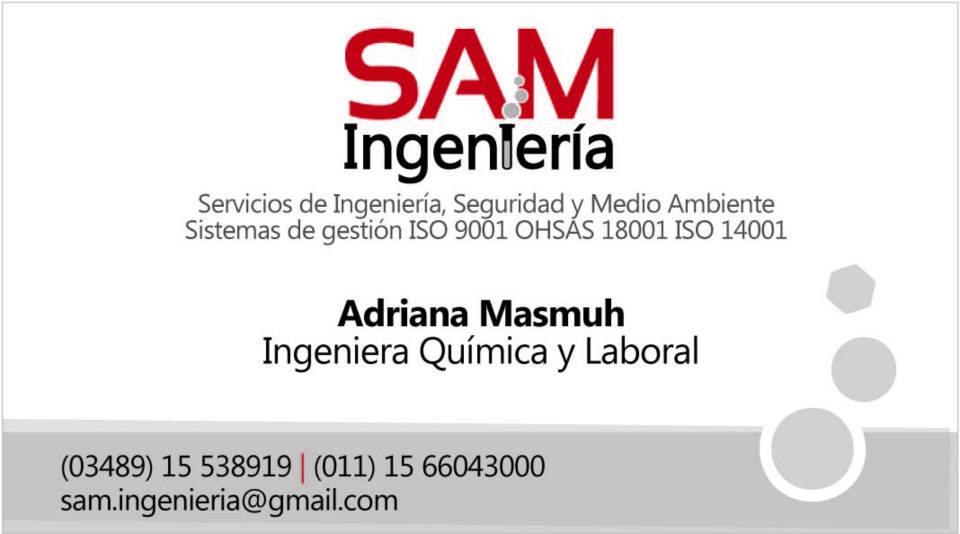 SAM
Ingeniería
Servicios de Ingeniería, Seguridad y Medio Ambiente
Sistemas de gestión ISO 9001 OHSAS 18001 ISO 14001
Adriana Masmuh
Ingeniera Química y Laboral
(03489) 15 538919 | (011) 15 66043000
sam.ingenieria@gmail.com